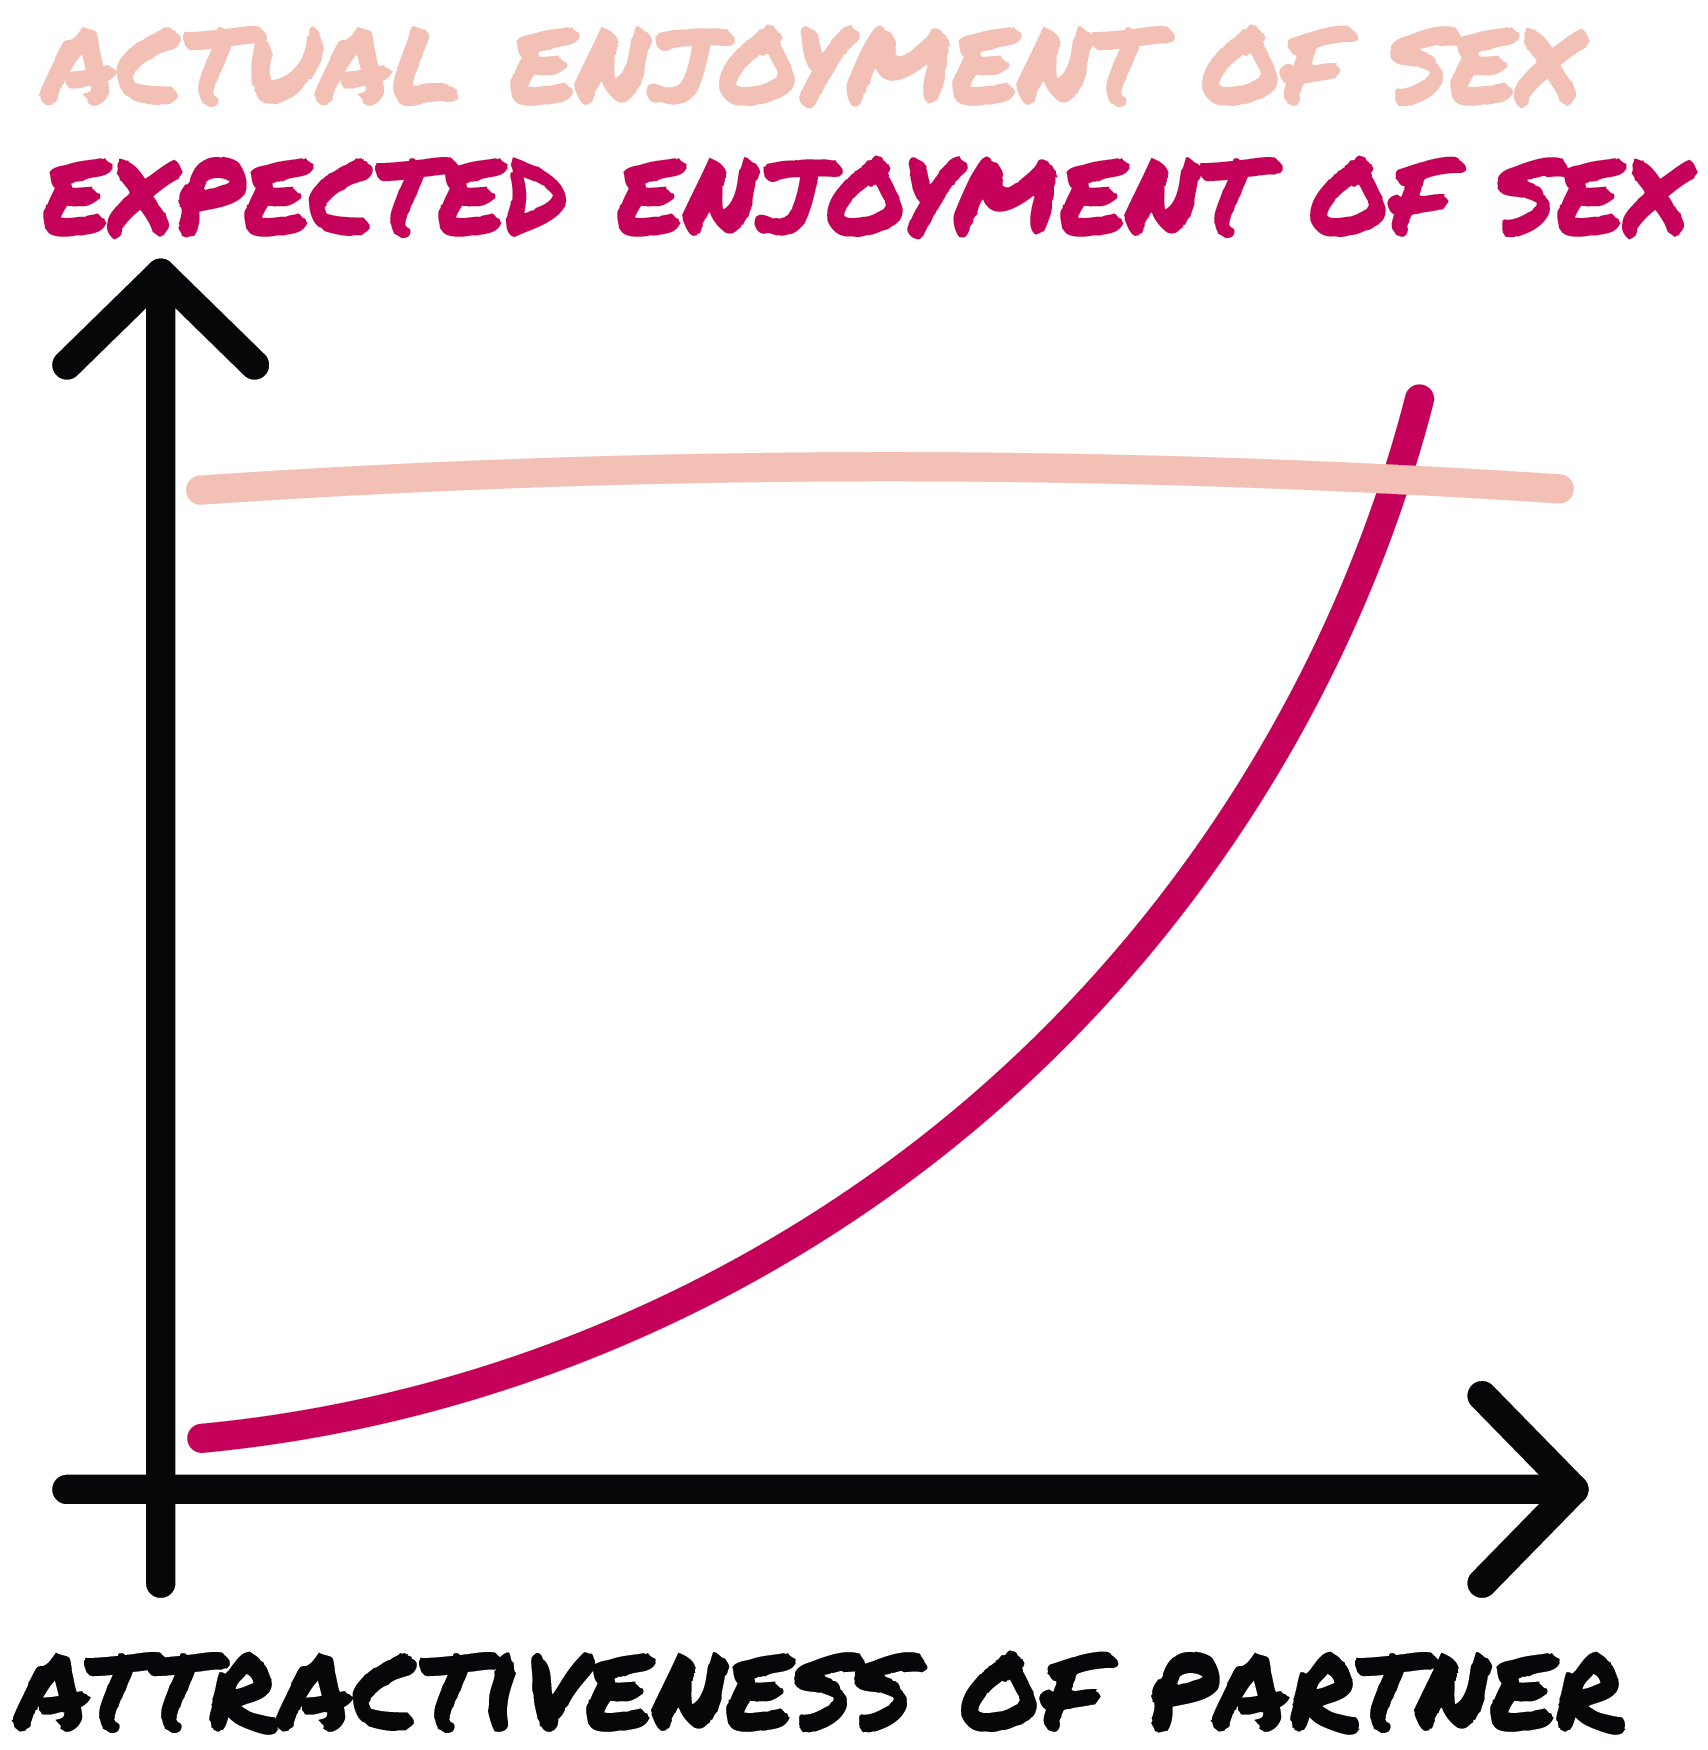 ACTUAL ENJOYMENT OF SEX
EXPECTED ENJOYMENT OF SEX
ATTRACTIVENESS OF PARTNER